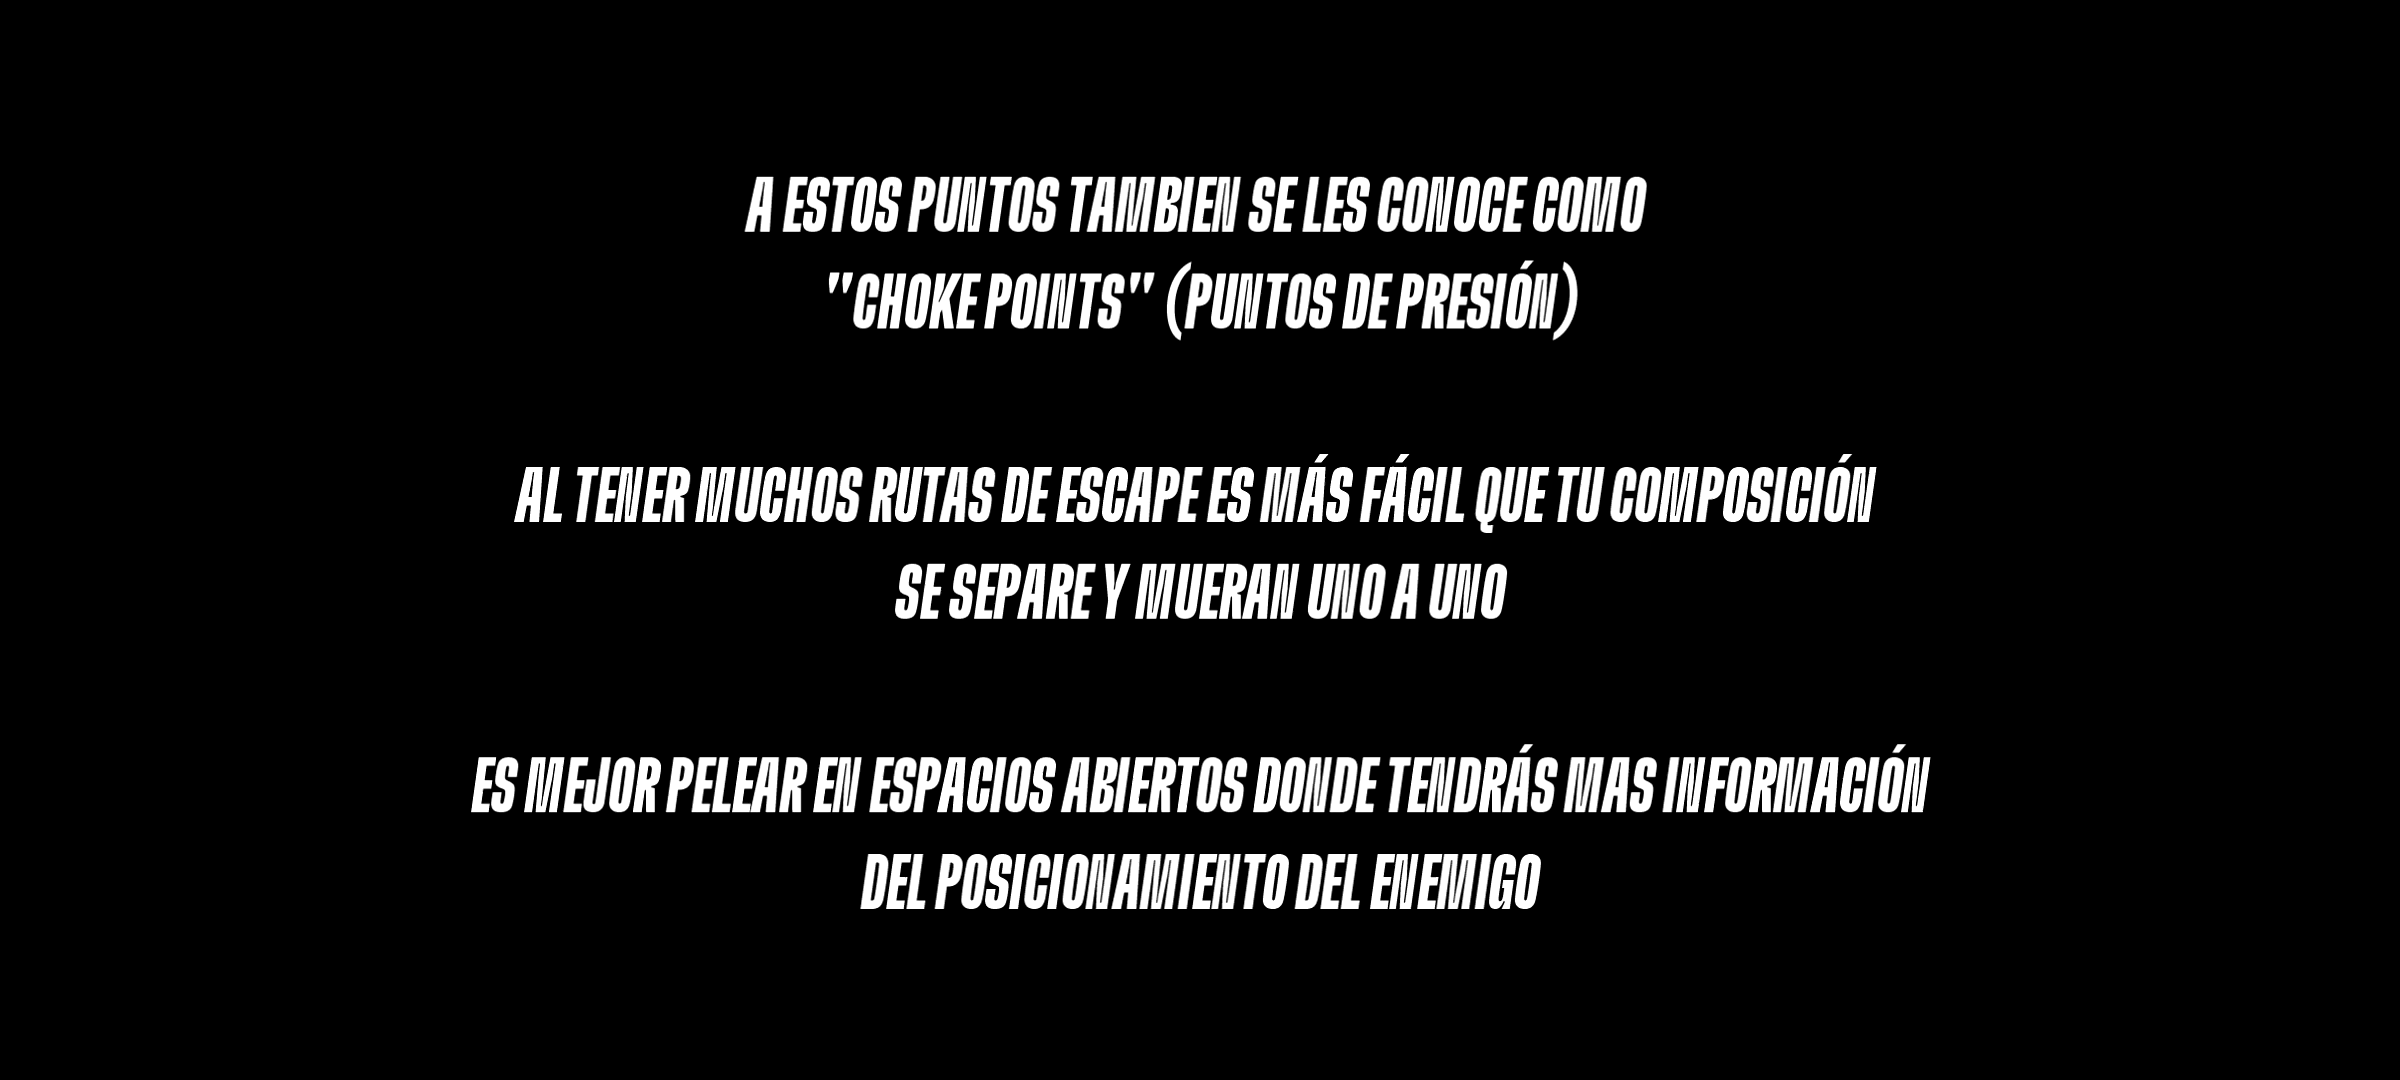 A ESTOS PUNTOS TAMBIEN SE LES CONOCE COMO
"CHOKE POINTS" (PUNTOS DE PRESIÓN)
AL TENER MUCHOS RUTAS DE ESCAPE ES MÁS FÁCIL QUE TU COMPOSICIÓN
SE SEPARE Y MUERAN UNO A UNO
ES MEJOR PELEAR EN ESPACIOS ABIERTOS DONDE TENDRÁS MAS INFORMACIÓN
DEL POSICIONAMIENTO DEL ENEMIGO